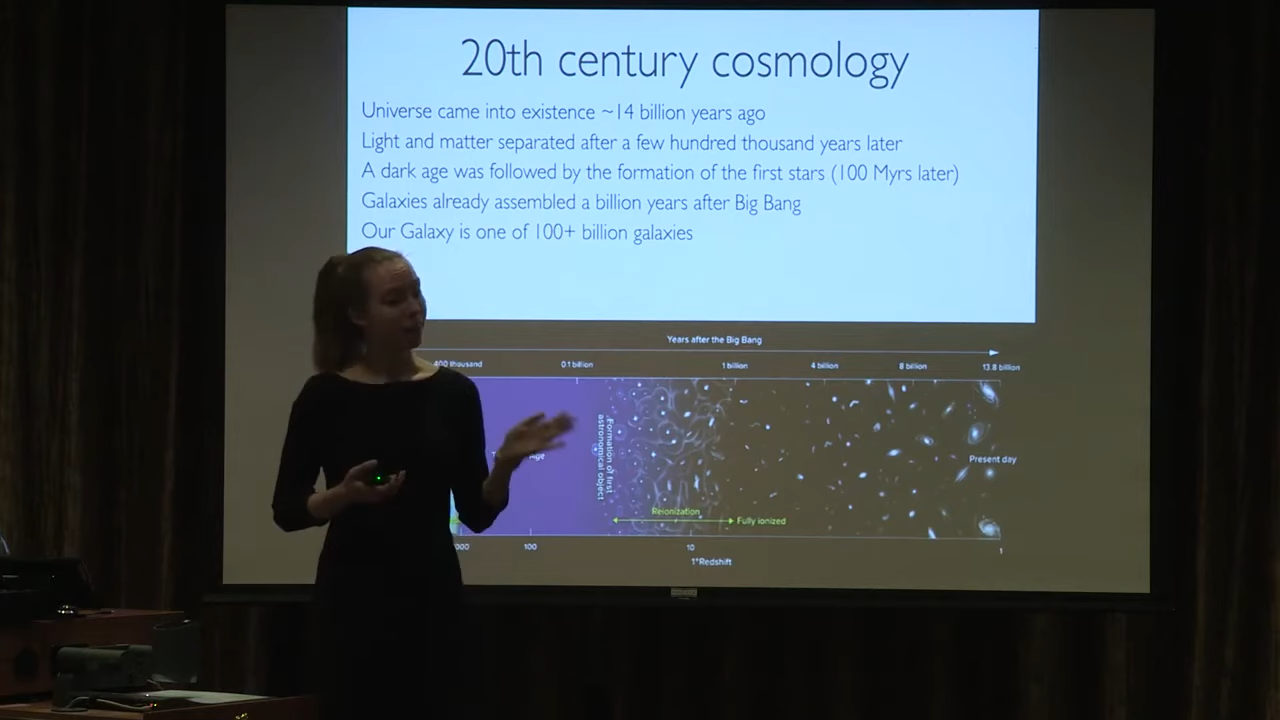 20th century cosmology
Universe came into existence ~14 billion years ago
Light and matter separated after a few hundred thousand years later
A dark age was followed by the formation of the first stars (100 Myrs later)
Galaxies already assembled a billion years after Big Bang
Our Galaxy is one of 100+ billion galaxies
Years after the Big Bang
400 thousand
0.1 billion
1 billion
4 billion
8 billion
13.8 billion
Formation of first
astronomical object
Age
Present day
Reionization
Fully ionized
100
10
1
1+Redshift